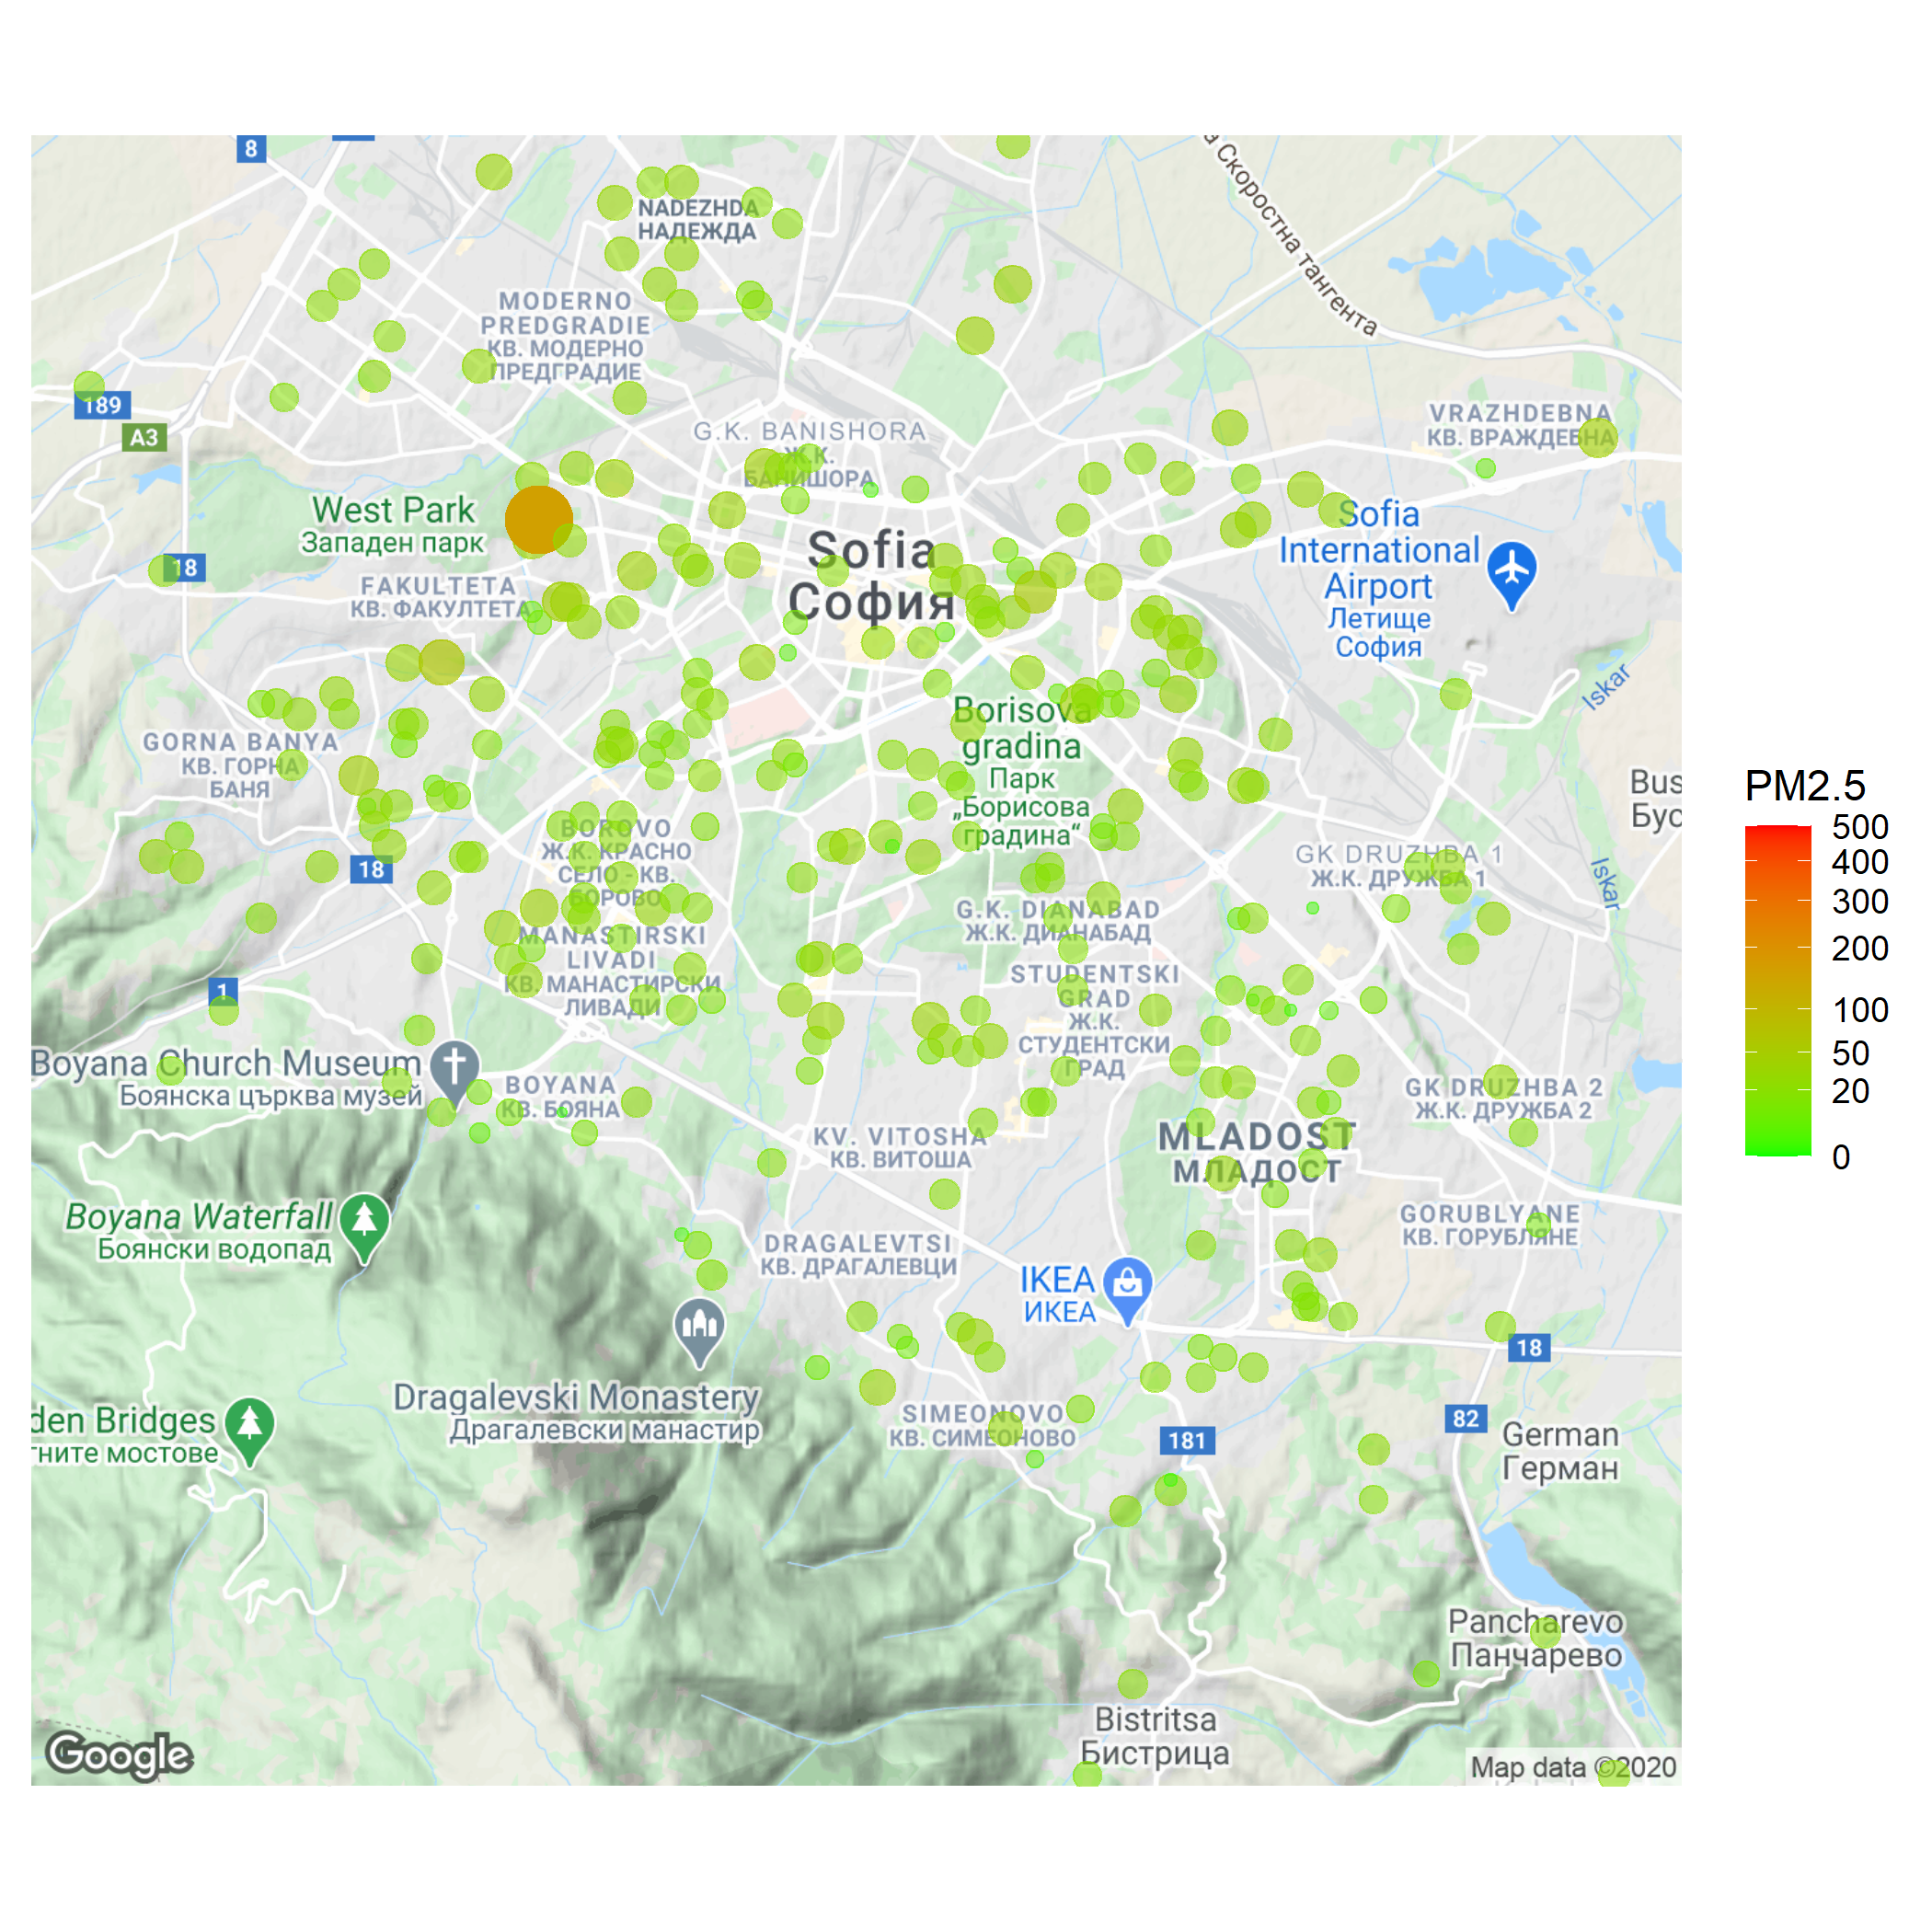 8
а Скоростна тангента
NADEZHDA
НАДЕЖДА
MODERNO
PREDGRADIE
КВ. МОДЕРНО
ПРЕДГРАДИЕ
189
A3
G.K. BANISHORA
Ж.К.
БАНИШОРА
VRAZHDEBNA
КВ. ВРАЖДЕБНА
West Park
Западен парк
18
FAKULTETA
КВ. ФАКУЛТЕТА
Sofia
София
Sofia
International
Airport
Летище
София
Iskar
GORNA BANYA
КВ. ГОРНА
БАНЯ
Borisova
gradina
Парк
„Борисова
градина“
Bus
Бус
PM2.5
500
400
300
200
100
50
20
0
BOROVO
Ж.К. КРАСНО
СЕЛО - КВ.
БОРОВО
18
GK DRUZHBA 1
Ж.К. ДРУЖБА 1
Iskar
G.K. DIANABAD
Ж.К. ДИАНАБАД
MANASTIRSKI
LIVADI
КВ. МАНАСТИРСКИ
ЛИВАДИ
STUDENTSKI
GRAD
Ж.К.
СТУДЕНТСКИ
ГРАД
1
Boyana Church Museum
Боянска църква музей
BOYANA
КВ. БОЯНА
GK DRUZHBA 2
Ж.К. ДРУЖБА 2
KV. VITOSHA
КВ. ВИТОША
MLADOST
МЛАДОСТ
Boyana Waterfall
Боянски водопад
DRAGALEVTSI
КВ. ДРАГАЛЕВЦИ
GORUBLYANE
КВ. ГОРУБЛЯНЕ
IKEA
ИКЕА
18
Dragalevski Monastery
Драгалевски манастир
den Bridges
тните мостове
SIMEONOVO
КВ. СИМЕОНОВО
181
82
German
Герман
Pancharevo
Панчарево
Bistritsa
Бистрица
Google
Map data ©2020